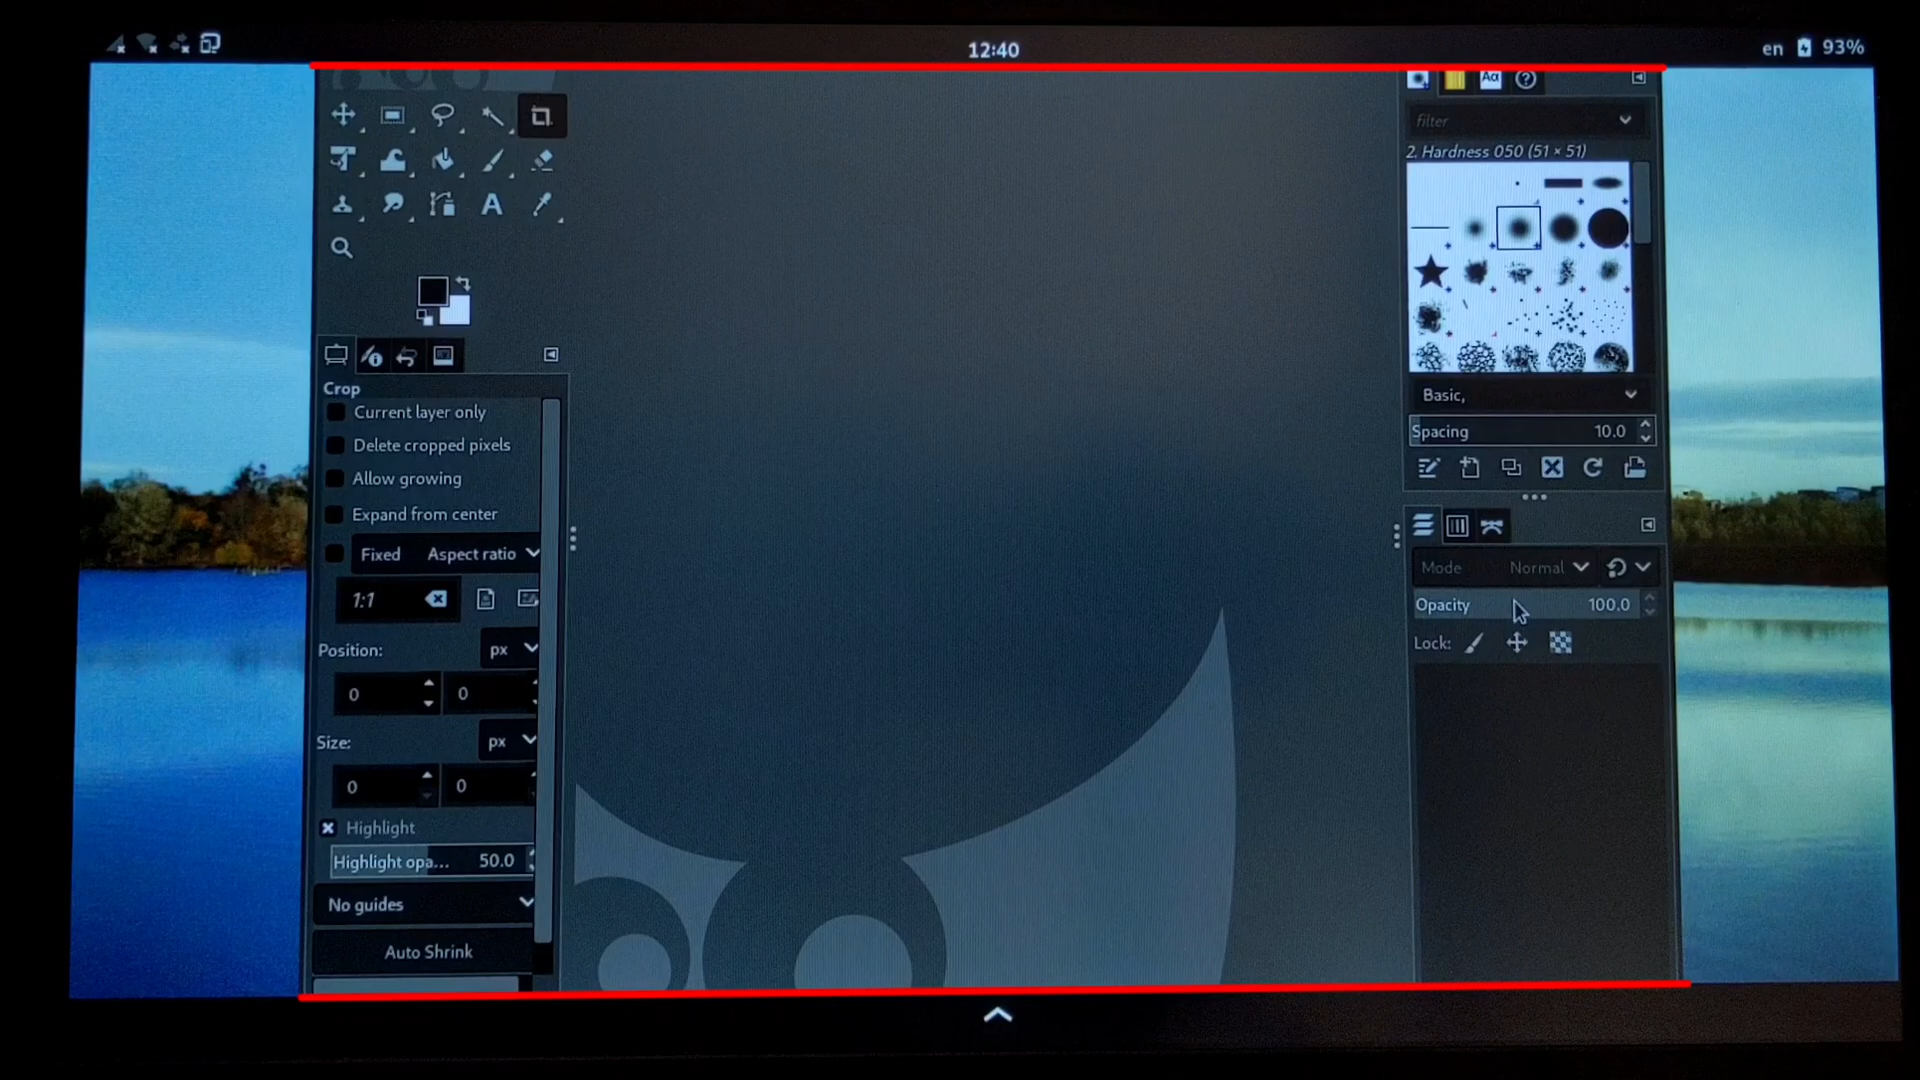 12:40
en 93%
filter
2. Hardness 050 (51 × 51)
A
Crop
Current layer only
Delete cropped pixels
Allow growing
Expand from center
Fixed Aspect ratio
1:1
Position: px
0 0
Size: px
0 0
Highlight
Highlight opa... 50.0
No guides
Auto Shrink
Basic,
Spacing 10.0
Mode Normal
Opacity 100.0
Lock: